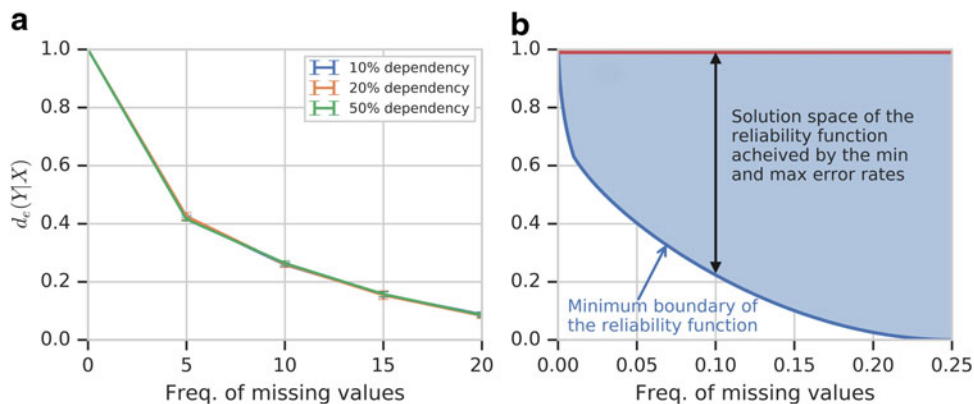 a
1.0
0.8
0.6
0.4
0.2
0.0
d_e(Y|X)
10% dependency
20% dependency
50% dependency
0 5 10 15 20
Freq. of missing values
b
1.0
0.8
0.6
0.4
0.2
0.0
Solution space of the
reliability function
acheived by the min
and max error rates
Minimum boundary of
the reliability function
0.00 0.05 0.10 0.15 0.20 0.25
Freq. of missing values